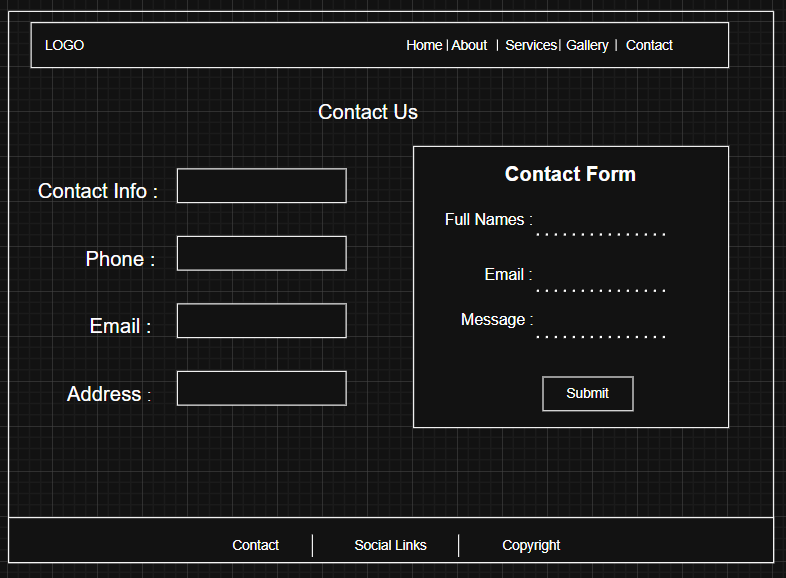 LOGO
Home | About | Services | Gallery | Contact
Contact Us
Contact Info :
Phone :
Email :
Address :
Contact Form
Full Names :
Email :
Message :
Submit
Contact | Social Links | Copyright